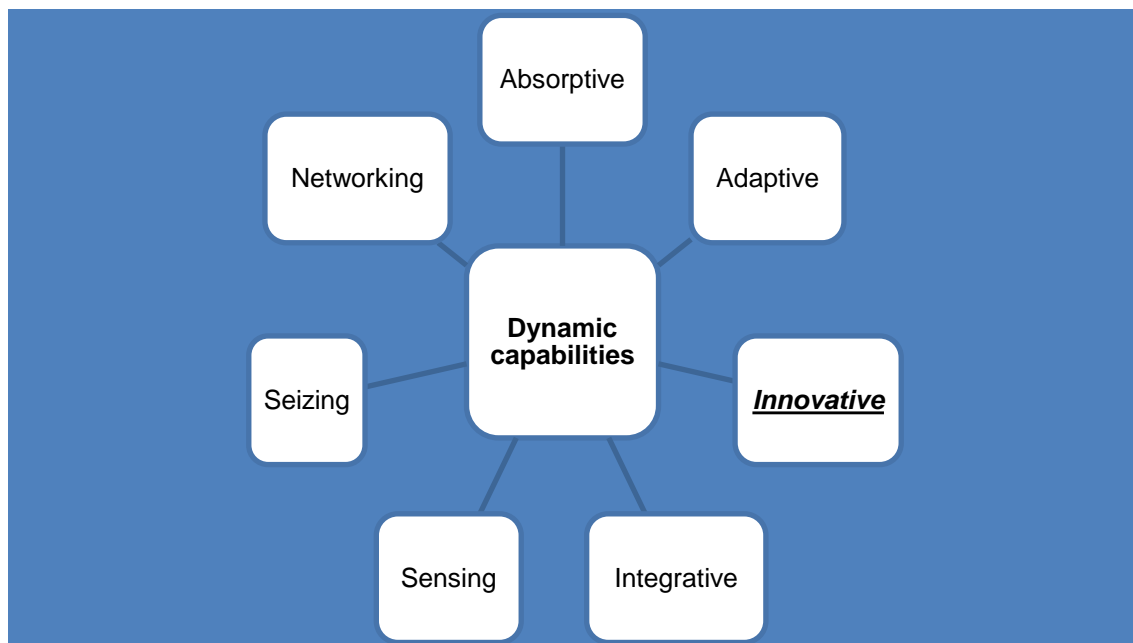 Absorptive
Networking
Adaptive
Dynamic
capabilities
Seizing
Innovative
Sensing
Integrative